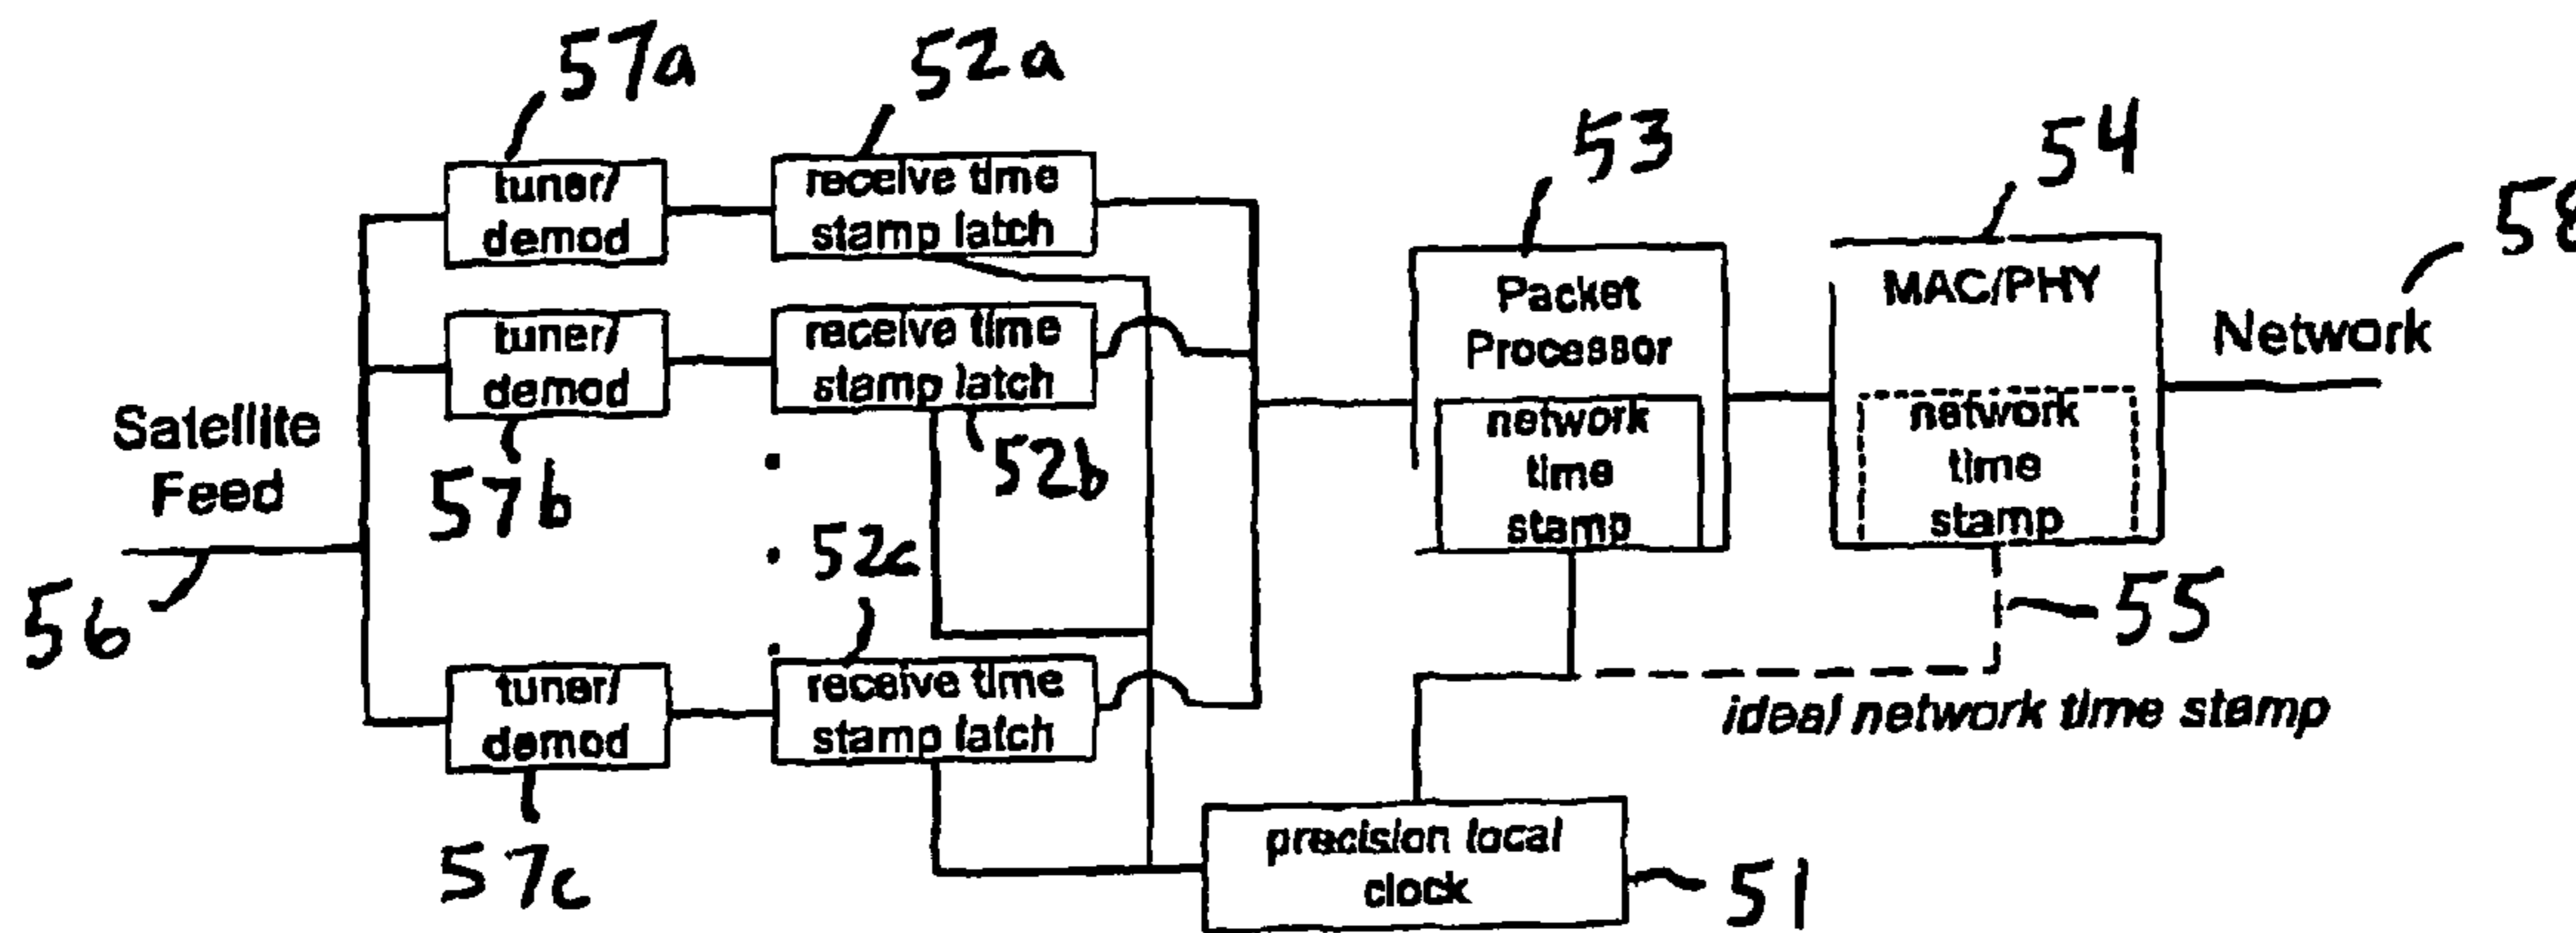 57a
52a
53
54
58
tuner/
demod
receive time
stamp latch
Packet
Processor
MAC/PHY
Network
tuner/
demod
receive time
stamp latch
network
time
stamp
network
time
stamp
Satellite
Feed
57b
52b
52c
56
55
tuner/
demod
receive time
stamp latch
ideal network time stamp
57c
precision local
clock
51